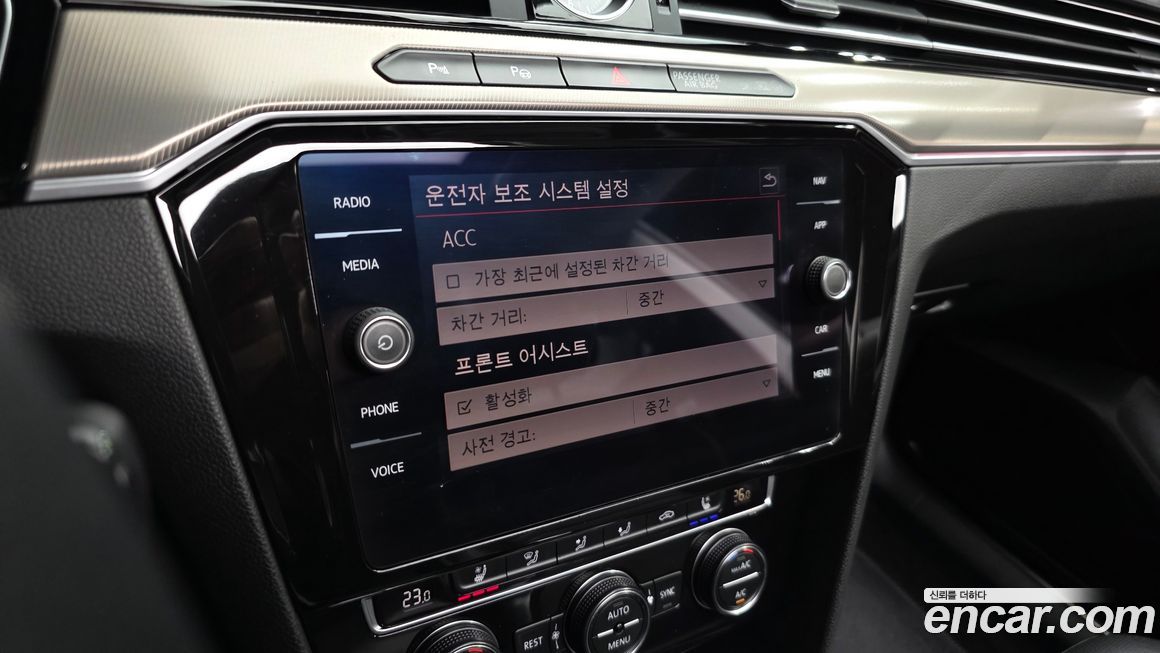 P
P
PASSENGER
AIR BAG
RADIO
MEDIA
PHONE
VOICE
운전자 보조 시스템 설정
ACC
가장 최근에 설정된 차간 거리
차간 거리:
중간
프론트 어시스트
활성화
사전 경고:
중간
NAV
APP
CAR
MENU
23.0
26.0
REST
AUTO
MENU
SYNC
MAX A/C
A/C
신뢰를 더하다
encar.com